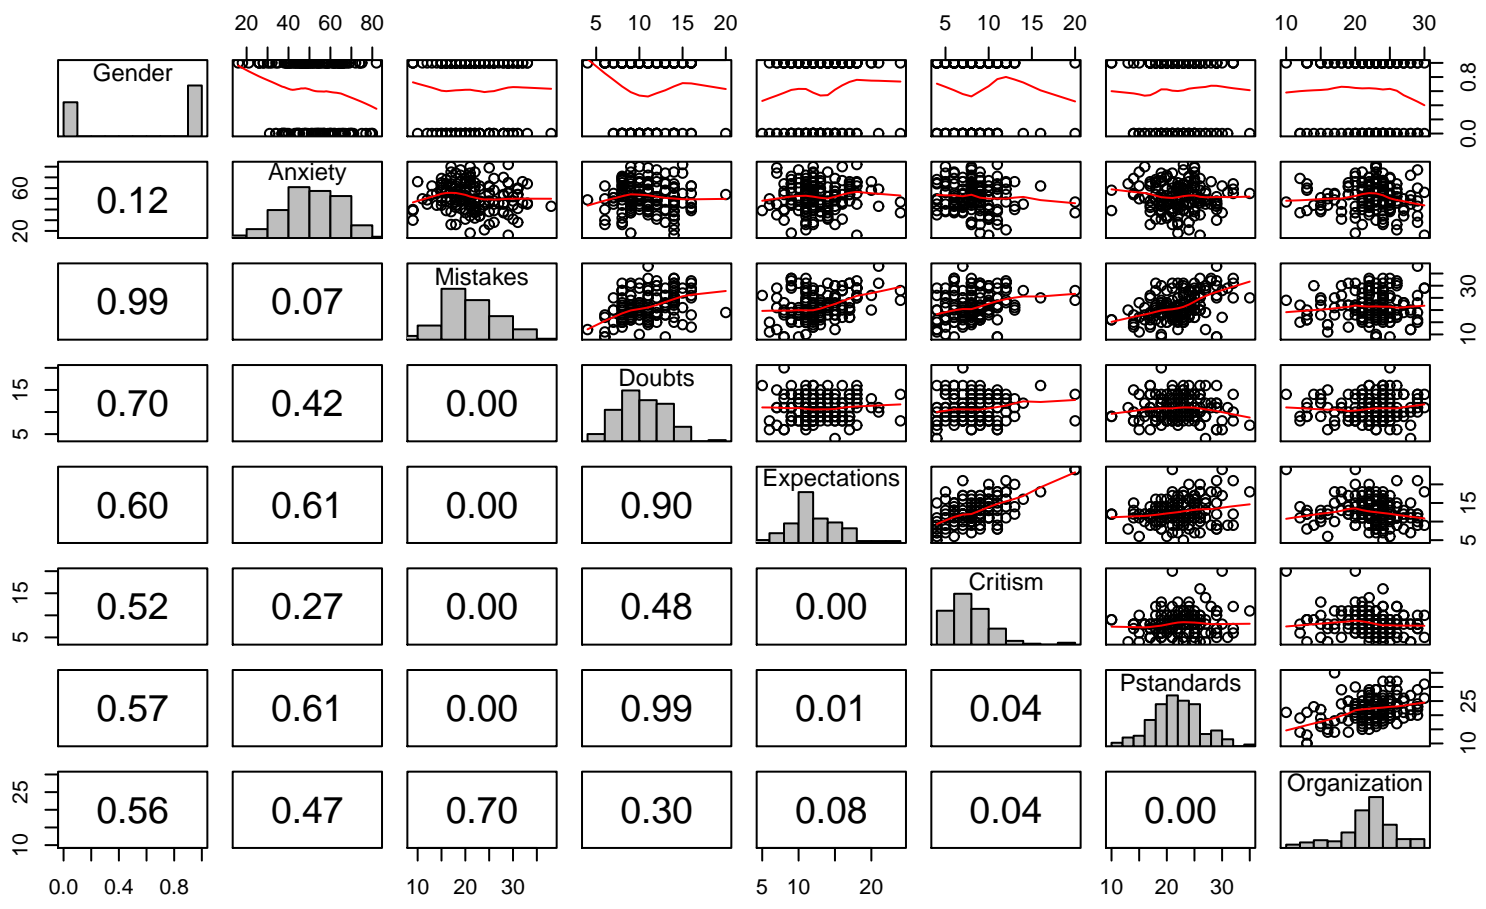 20 40 60 80 5 10 15 20 5 10 15 20 10 15 20 25 30
Gender 0.0 0.8
20 60 0.12 Anxiety
0.99 0.07 Mistakes 10 30
5 15 0.70 0.42 0.00 Doubts
0.60 0.61 0.00 0.90 Expectations 5 15
5 15 0.52 0.27 0.00 0.48 0.00 Critism
0.57 0.61 0.00 0.99 0.01 0.04 Pstandards 10 25
10 25 0.56 0.47 0.70 0.30 0.08 0.04 0.00 Organization
0.0 0.4 0.8 10 20 30 5 10 20 10 20 30